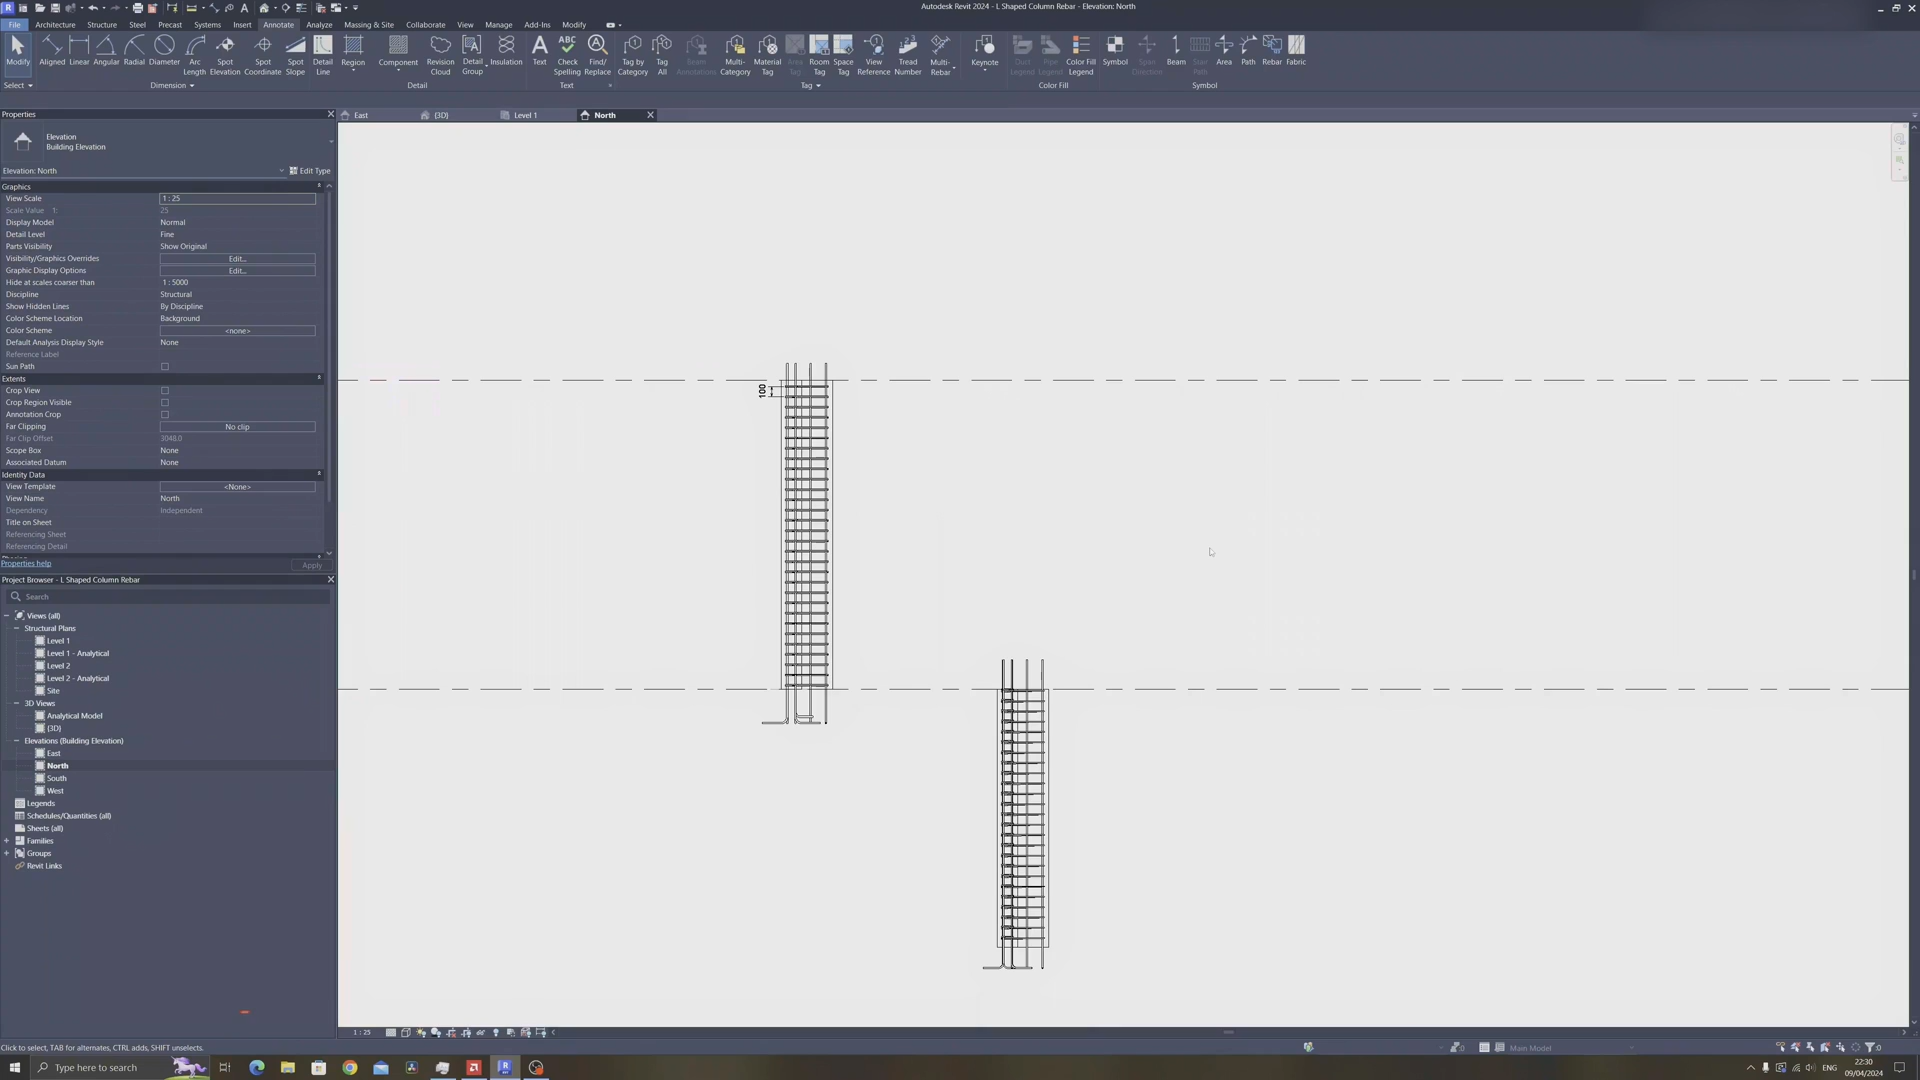 Autodesk Revit 2024 - L Shaped Column Rebar - Elevation: North
File Architecture Structure Steel Precast Systems Insert Annotate Analyze Massing & Site Collaborate View Manage Add-Ins Modify
Modify Aligned Linear Angular Radial Diameter Arc Length Spot Elevation Spot Coordinate Spot Slope Detail Line Region Component Revision Cloud Detail Group Insulation Text Check Spelling Find/ Replace Tag by Category Tag All Beam Annotations Multi- Category Material Tag Area Tag Room Tag Space Tag View Reference Tread Number Multi- Rebar Keynote Duct Legend Pipe Legend Color Fill Legend Symbol Span Direction Beam Stair Path Area Path Rebar Fabric
Select Dimension Detail Text Tag Color Fill Symbol
Properties
East {3D} Level 1 North
Elevation
Building Elevation
Elevation: North Edit Type
Graphics
View Scale 1 : 25
Scale Value 1: 25
Display Model Normal
Detail Level Fine
Parts Visibility Show Original
Visibility/Graphics Overrides Edit...
Graphic Display Options Edit...
Hide at scales coarser than 1 : 5000
Discipline Structural
Show Hidden Lines By Discipline
Color Scheme Location Background
Color Scheme <none>
Default Analysis Display Style None
Reference Label
Sun Path
Extents
Crop View
Crop Region Visible
Annotation Crop
Far Clipping No clip
Far Clip Offset 3048.0
Scope Box None
Associated Datum None
Identity Data
View Template <None>
View Name North
Dependency Independent
Title on Sheet
Referencing Sheet
Referencing Detail
Properties help Apply
100
Project Browser - L Shaped Column Rebar
Search
Views (all)
Structural Plans
Level 1
Level 1 - Analytical
Level 2
Level 2 - Analytical
Site
3D Views
Analytical Model
{3D}
Elevations (Building Elevation)
East
North
South
West
Legends
Schedules/Quantities (all)
Sheets (all)
Families
Groups
Revit Links
1 : 25
Click to select, TAB for alternates, CTRL adds, SHIFT unselects.
:0 Main Model :0
Type here to search
ENG
22:30
09/04/2024